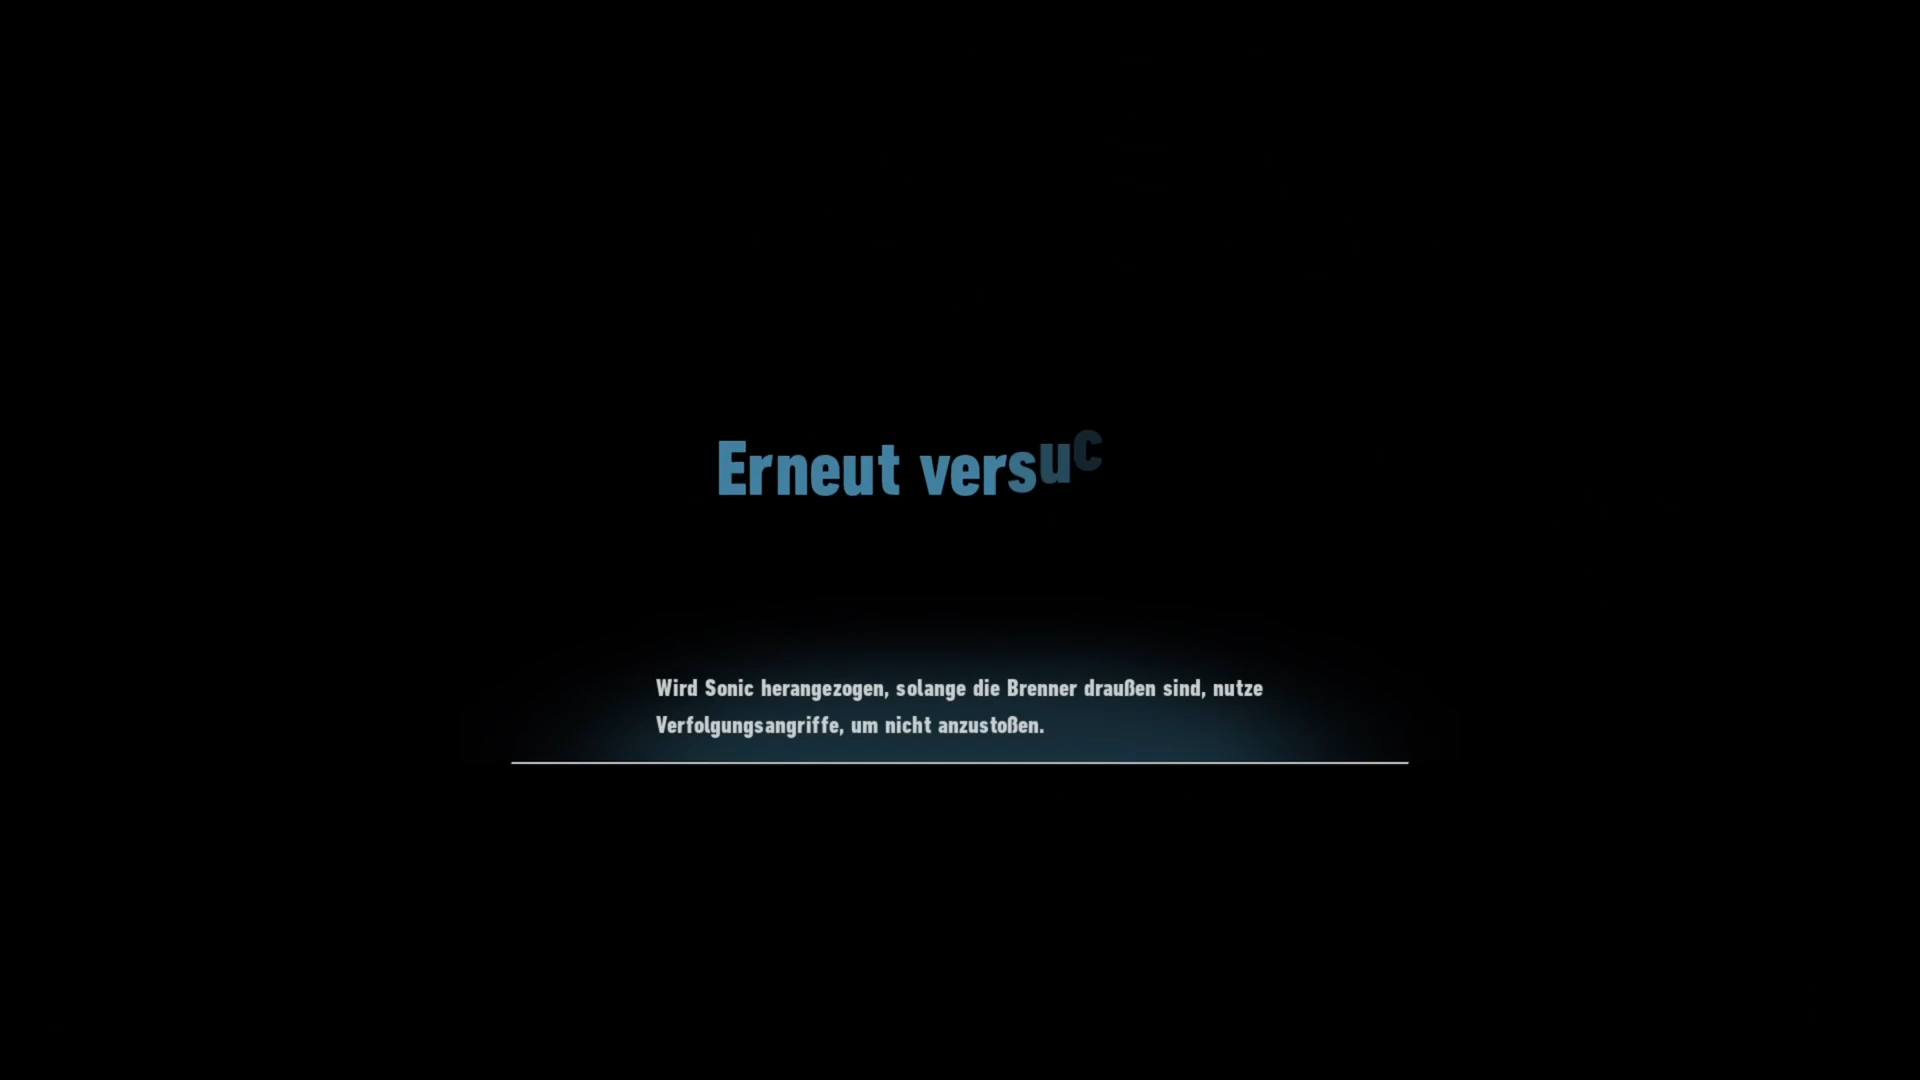 Erneut versuc
Wird Sonic herangezogen, solange die Brenner draußen sind, nutze
Verfolgungsangriffe, um nicht anzustoßen.